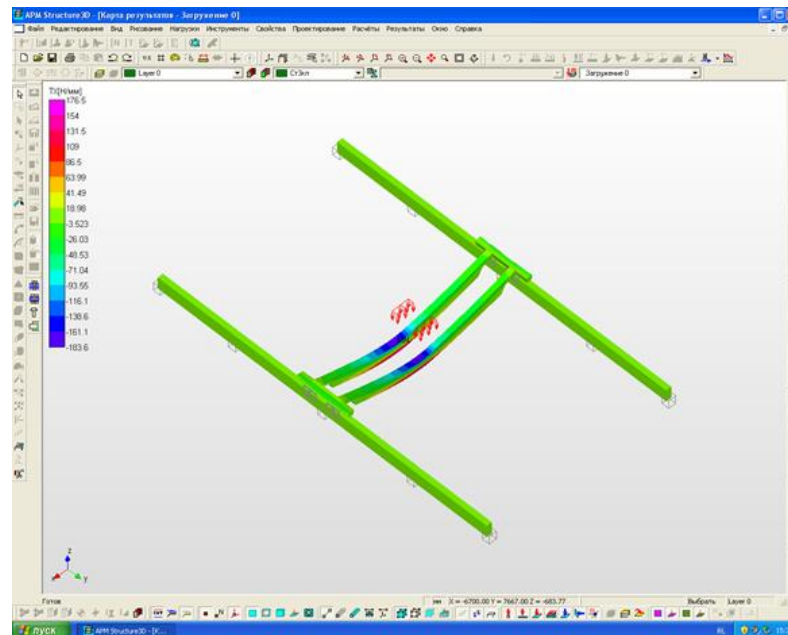 APM Structure3D - [Карта результатов - Загружение 0]
Файл Редактирование Вид Рисование Нагрузки Инструменты Свойства Проектирование Расчёты Результаты Окно Справка
Layer 0 Ст3кп Загружение 0
TX[Н/мм]
176.5
154
131.5
109
86.5
63.99
41.49
18.98
-3.523
-26.03
-48.53
-71.04
-93.55
-116.1
-138.6
-161.1
-183.6
z
x y
Готов мм X = -6700.00 Y = 7667.00 Z = -683.77 Выбрать Layer 0
пуск APM Structure3D - [К... RL